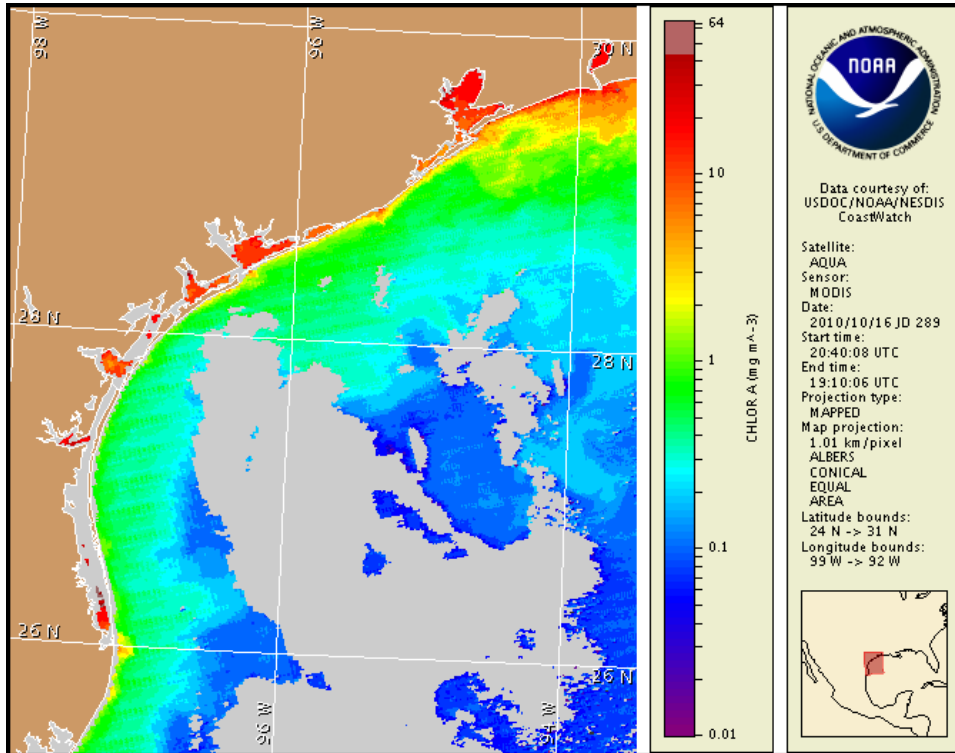 98 W
96 W
30 N
28 N
28 N
26 N
26 N
96 W
94 W
64
10
1
0.1
0.01
CHLOR A (mg m^-3)
NATIONAL OCEANIC AND ATMOSPHERIC ADMINISTRATION
NOAA
U.S. DEPARTMENT OF COMMERCE
Data courtesy of:
USDOC/NOAA/NESDIS
CoastWatch
Satellite:
AQUA
Sensor:
MODIS
Date:
2010/10/16 JD 289
Start time:
20:40:08 UTC
End time:
19:10:06 UTC
Projection type:
MAPPED
Map projection:
1.01 km/pixel
ALBERS
CONICAL
EQUAL
AREA
Latitude bounds:
24 N -> 31 N
Longitude bounds:
99 W -> 92 W